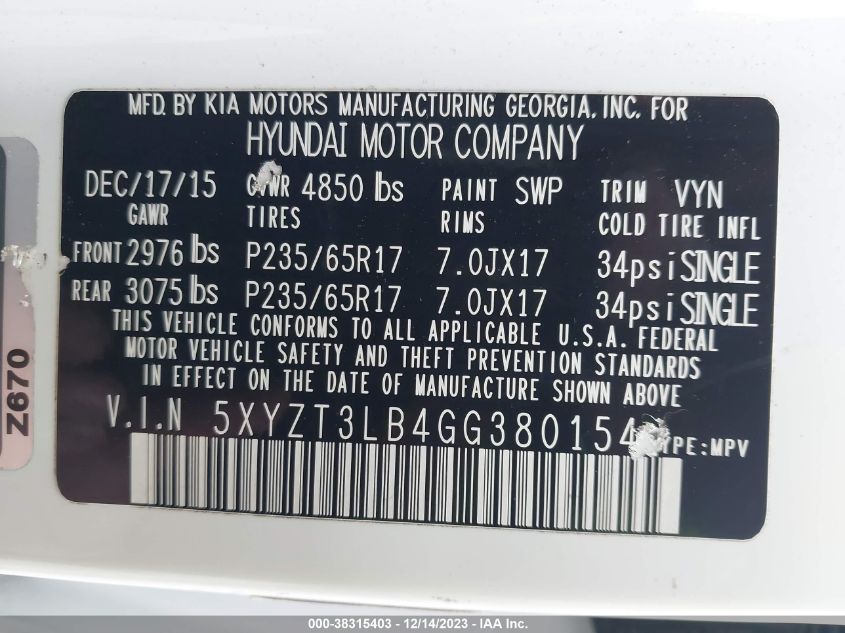 MFD. BY KIA MOTORS MANUFACTURING GEORGIA, INC. FOR
HYUNDAI MOTOR COMPANY
DEC/17/15 GVWR 4850 lbs PAINT SWP TRIM VYN
GAWR TIRES RIMS COLD TIRE INFL
FRONT 2976 lbs P235/65R17 7.0JX17 34psi SINGLE
REAR 3075 lbs P235/65R17 7.0JX17 34psi SINGLE
THIS VEHICLE CONFORMS TO ALL APPLICABLE U.S.A. FEDERAL
MOTOR VEHICLE SAFETY AND THEFT PREVENTION STANDARDS
IN EFFECT ON THE DATE OF MANUFACTURE SHOWN ABOVE
V.I.N 5XYZT3LB4GG380154 TYPE:MPV
Z670
000-38315403 - 12/14/2023 - IAA Inc.